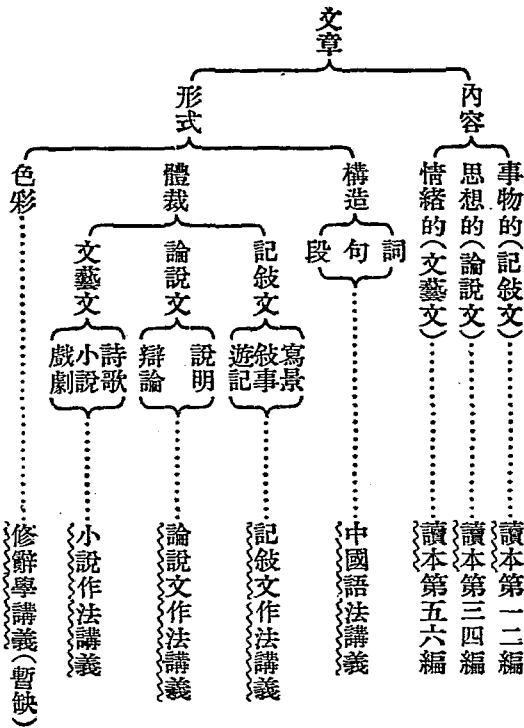 文章
內容
事物的(記敍文)
讀本第一二編
思想的(論說文)
讀本第三四編
情緒的(文藝文)
讀本第五六編
形式
構造
詞
句
段
中國語法講義
體裁
記敍文
寫景
敍事
遊記
記敍文作法講義
論說文
說明
辯論
論說文作法講義
文藝文
詩歌
小說
戲劇
小說作法講義
色彩
修辭學講義(暫缺)